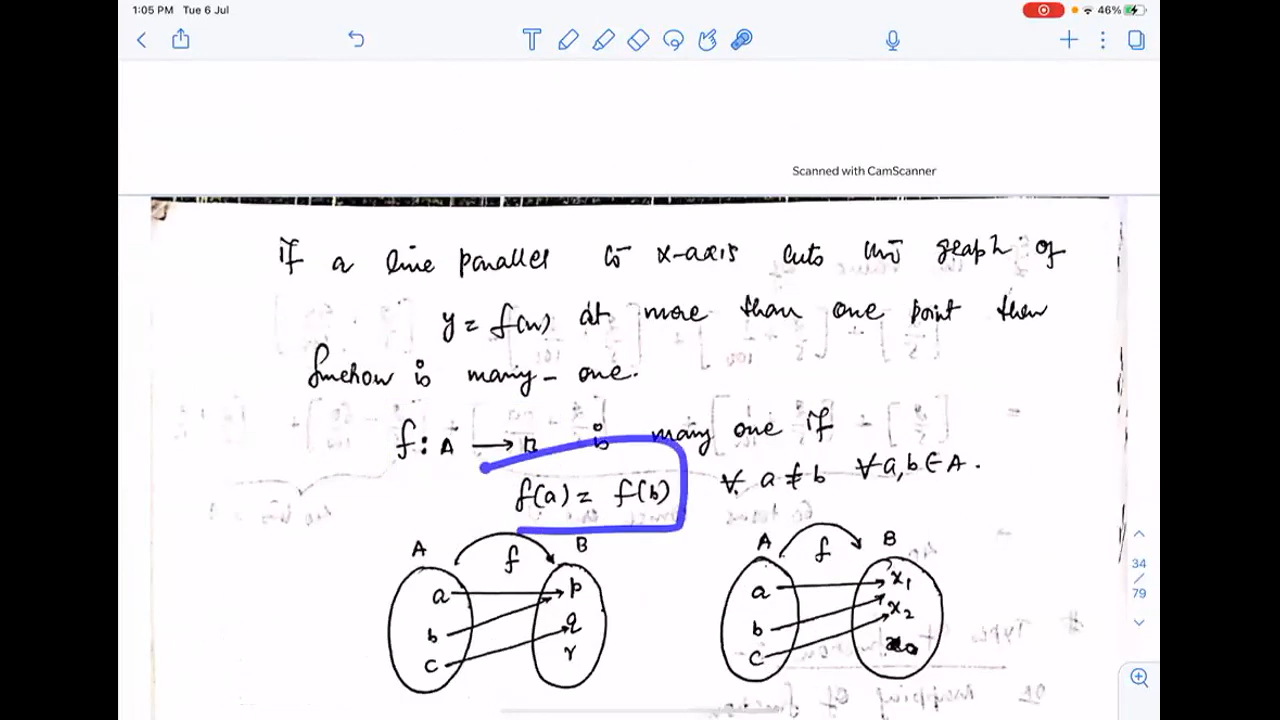 1:05 PM Tue 6 Jul
46%
Scanned with CamScanner
If a line parallel to x-axis cuts the graph of
y = f(x) at more than one point then
function is many-one.
f: A → B is many one if
f(a) = f(b) ∀ a ≠ b ∀ a, b ∈ A.
A f B A f B
a p a x₁
b q b x₂
c r c
34
/
79